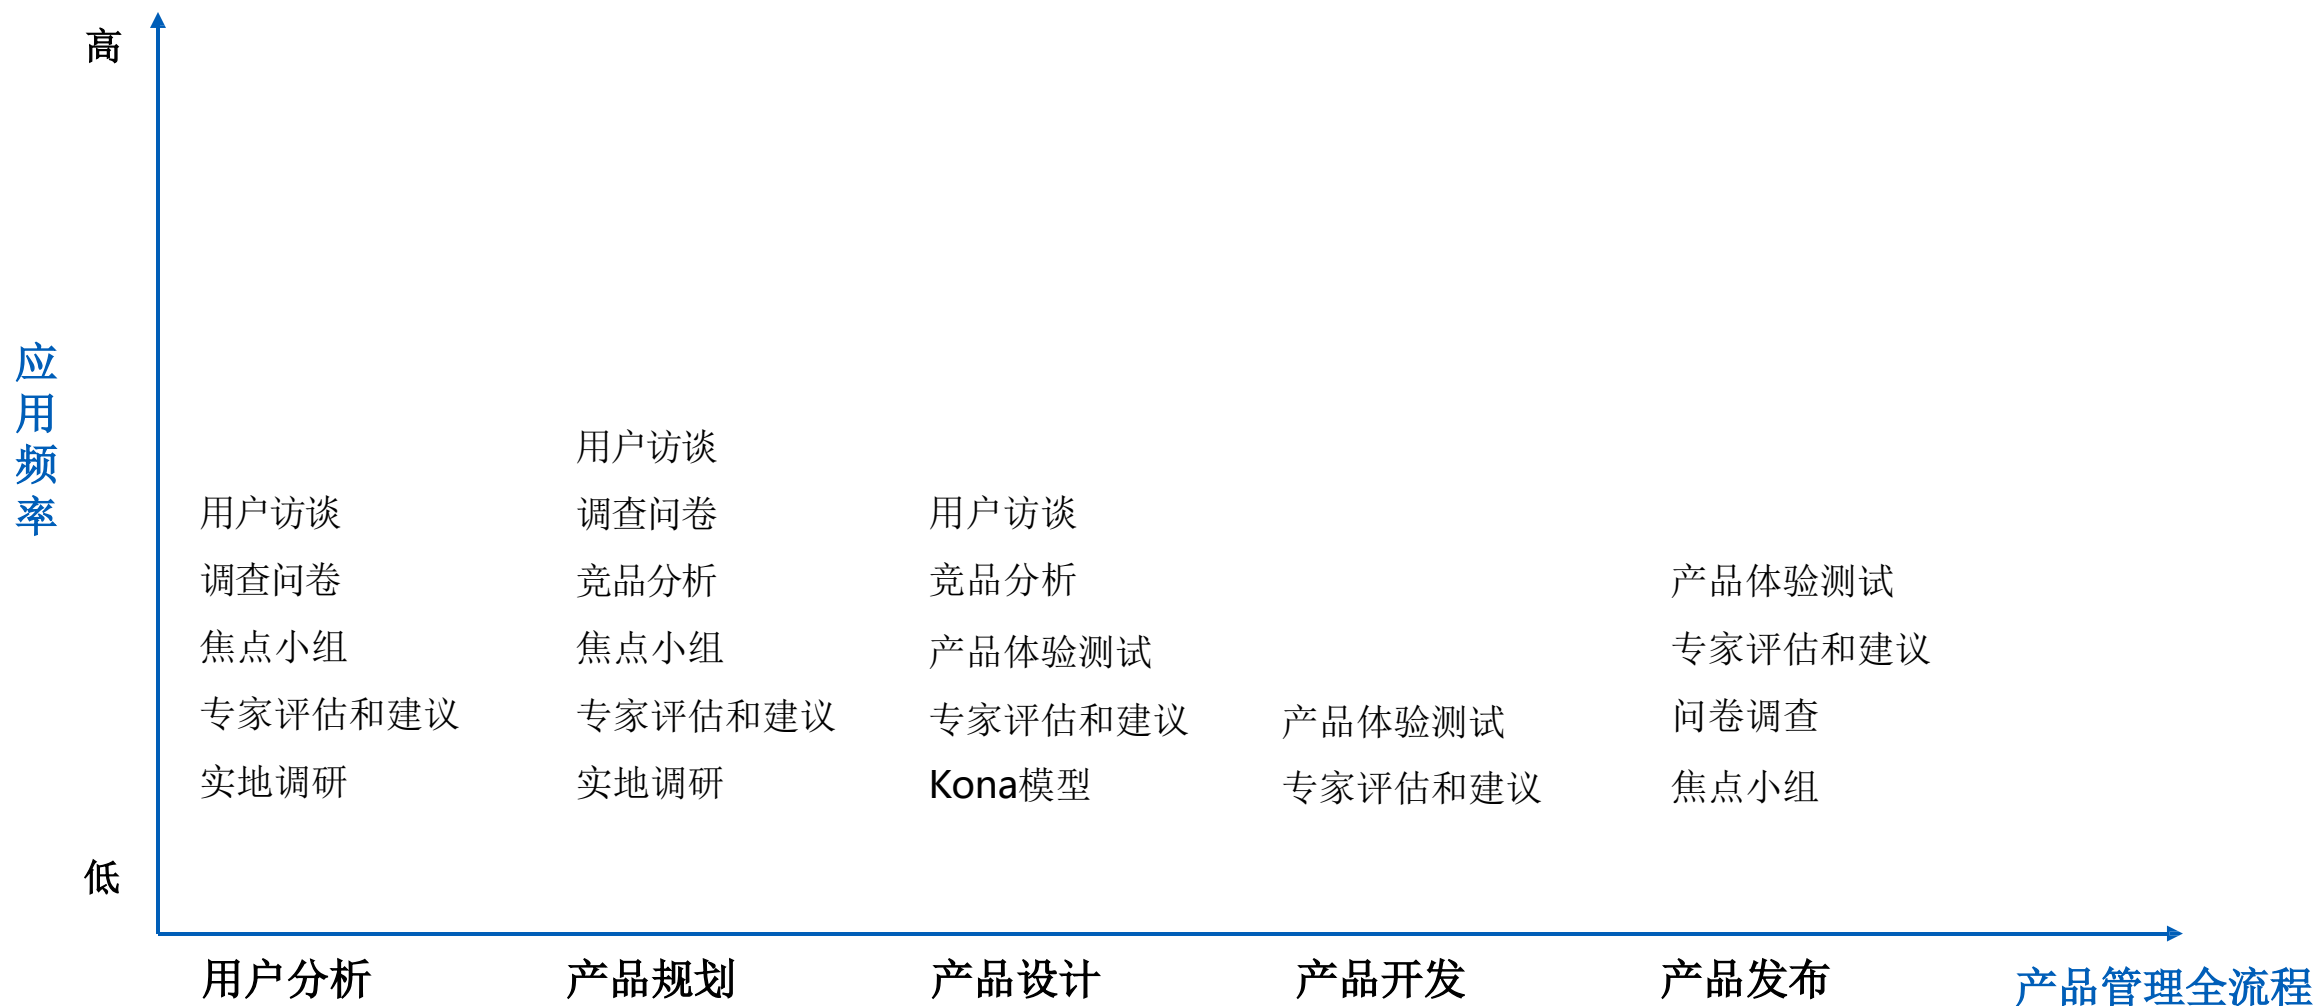 高
应用频率
低
用户访谈
调查问卷
焦点小组
专家评估和建议
实地调研
用户访谈
调查问卷
竞品分析
焦点小组
专家评估和建议
实地调研
用户访谈
竞品分析
产品体验测试
专家评估和建议
Kona模型
产品体验测试
专家评估和建议
产品体验测试
专家评估和建议
问卷调查
焦点小组
用户分析
产品规划
产品设计
产品开发
产品发布
产品管理全流程